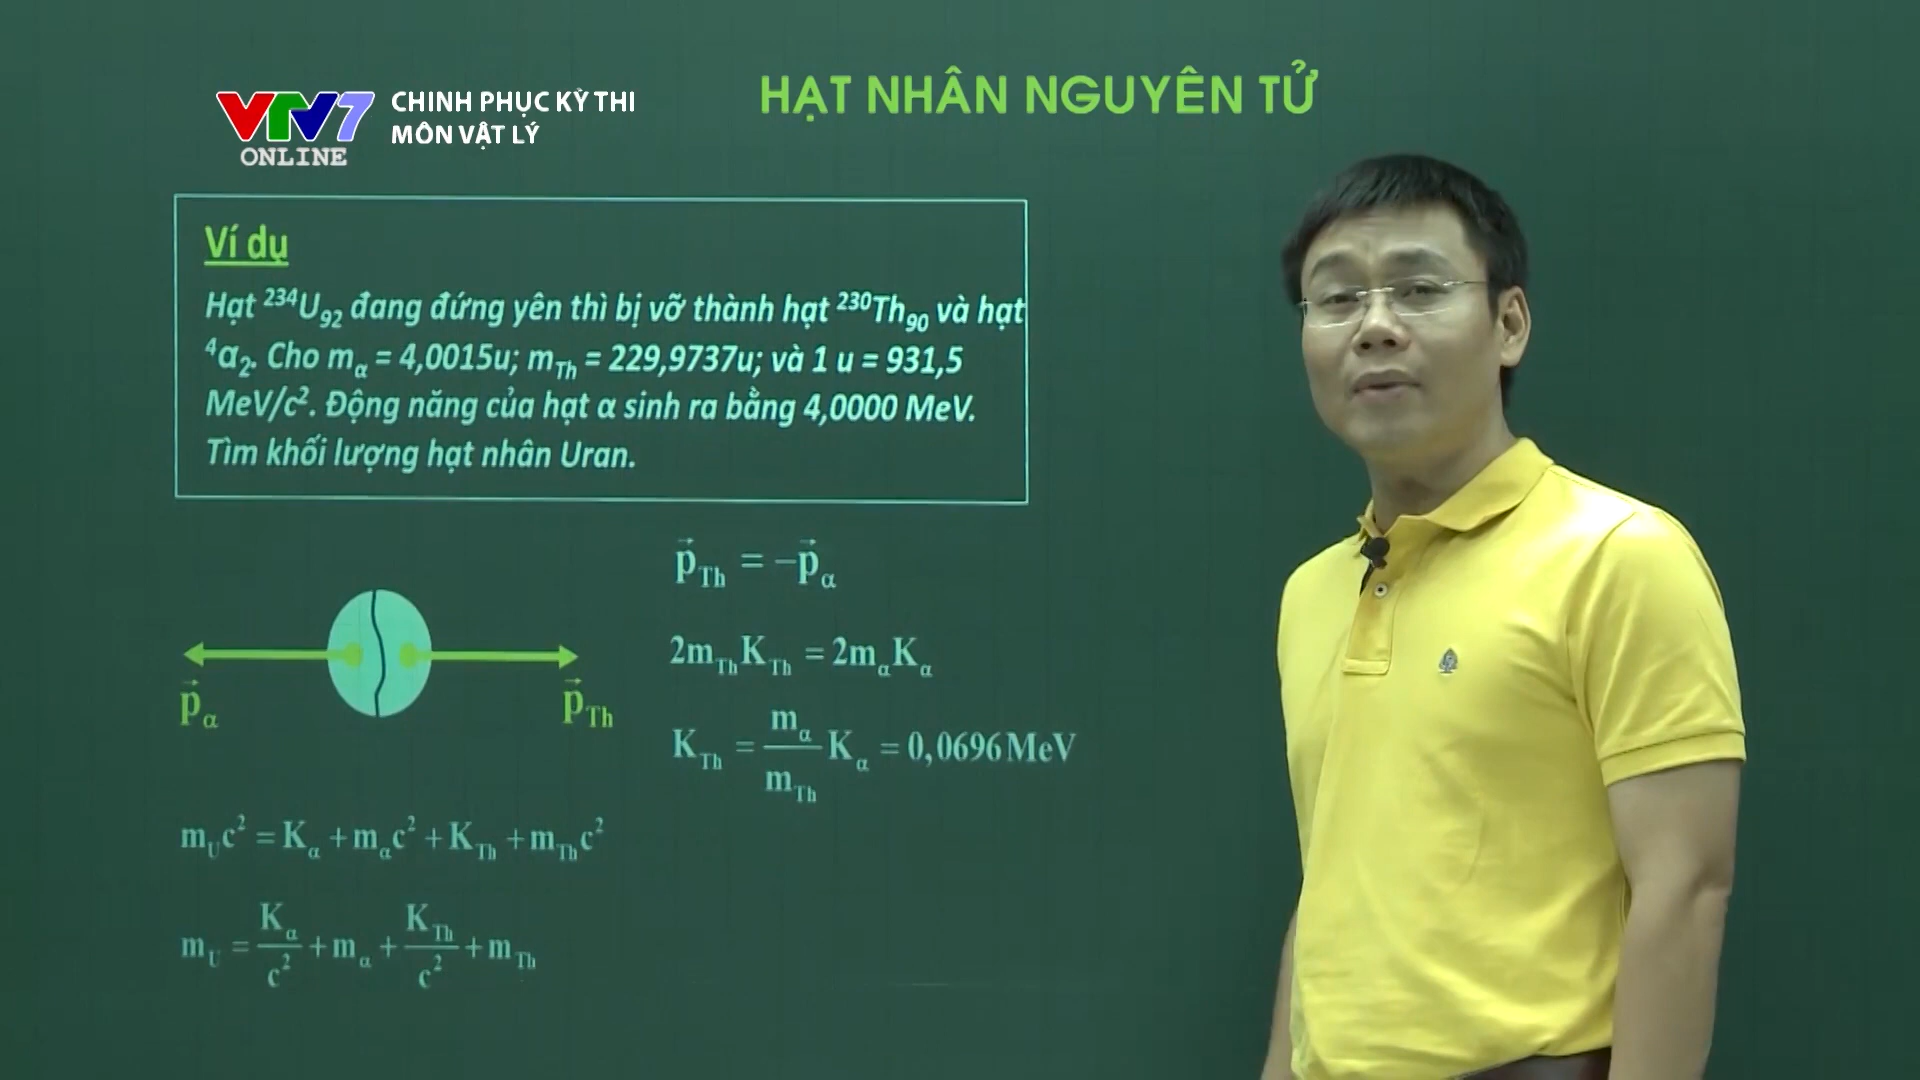 VTV7
ONLINE
CHINH PHỤC KỲ THI
MÔN VẬT LÝ
HẠT NHÂN NGUYÊN TỬ
Ví dụ
Hạt ²³⁴U₉₂ đang đứng yên thì bị vỡ thành hạt ²³⁰Th₉₀ và hạt
⁴α₂. Cho mα = 4,0015u; mTh = 229,9737u; và 1 u = 931,5
MeV/c². Động năng của hạt α sinh ra bằng 4,0000 MeV.
Tìm khối lượng hạt nhân Uran.
p⃗α
p⃗Th
p⃗Th = −p⃗α
2mThKTh = 2mαKα
KTh = mα/mTh Kα = 0,0696 MeV
mUc² = Kα + mαc² + KTh + mThc²
mU = Kα/c² + mα + KTh/c² + mTh